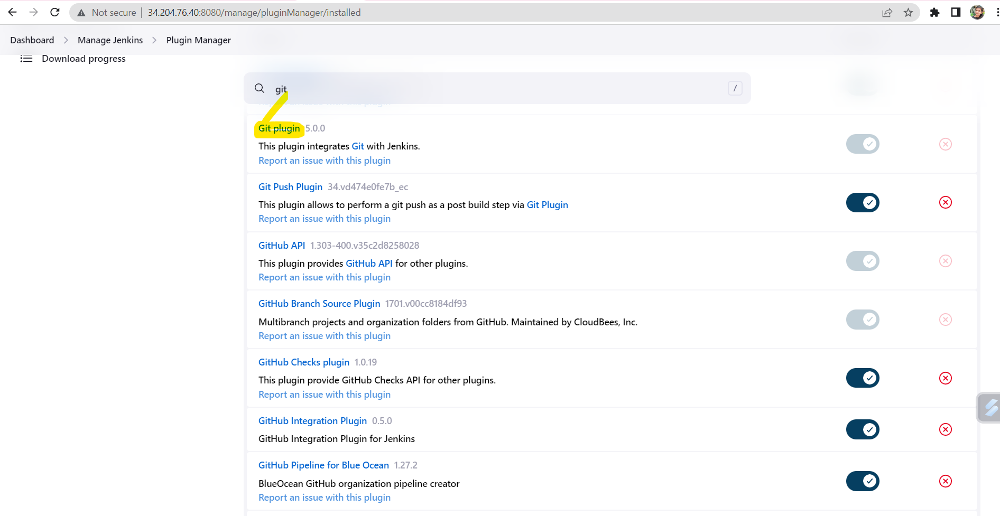 Not secure | 34.204.76.40:8080/manage/pluginManager/installed
Dashboard > Manage Jenkins > Plugin Manager
Download progress
git /
Report an issue with this plugin
Git plugin 5.0.0
This plugin integrates Git with Jenkins.
Report an issue with this plugin
Git Push Plugin 34.vd474e0fe7b_ec
This plugin allows to perform a git push as a post build step via Git Plugin
Report an issue with this plugin
GitHub API 1.303-400.v35c2d8258028
This plugin provides GitHub API for other plugins.
Report an issue with this plugin
GitHub Branch Source Plugin 1701.v00cc8184df93
Multibranch projects and organization folders from GitHub. Maintained by CloudBees, Inc.
Report an issue with this plugin
GitHub Checks plugin 1.0.19
This plugin provide GitHub Checks API for other plugins.
Report an issue with this plugin
GitHub Integration Plugin 0.5.0
GitHub Integration Plugin for Jenkins
GitHub Pipeline for Blue Ocean 1.27.2
BlueOcean GitHub organization pipeline creator
Report an issue with this plugin